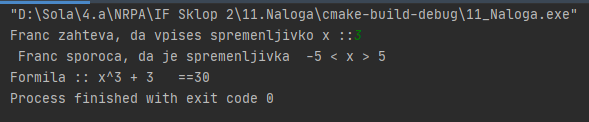 "D:\Sola\4.a\NRPA\IF Sklop 2\11.Naloga\cmake-build-debug\11_Naloga.exe"
Franc zahteva, da vpises spremenljivko x ::3
Franc sporoca, da je spremenljivka  -5 < x > 5
Formila :: x^3 + 3   ==30
Process finished with exit code 0